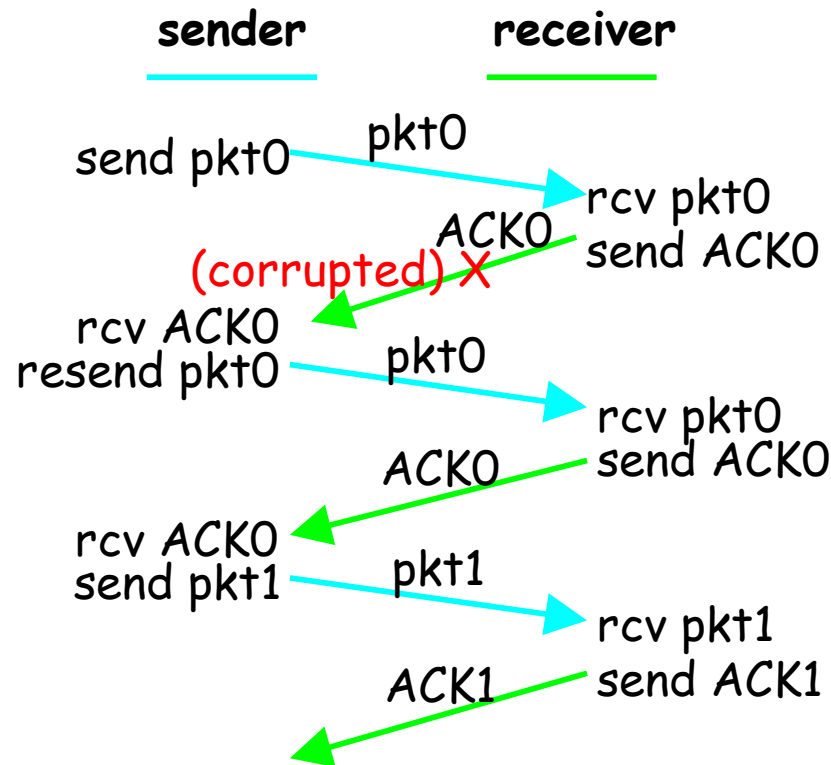 sender receiver
pkt0
send pkt0
rcv pkt0
ACK0
send ACK0
(corrupted) X
rcv ACK0
resend pkt0
pkt0
rcv pkt0
send ACK0
ACK0
rcv ACK0
send pkt1
pkt1
rcv pkt1
send ACK1
ACK1